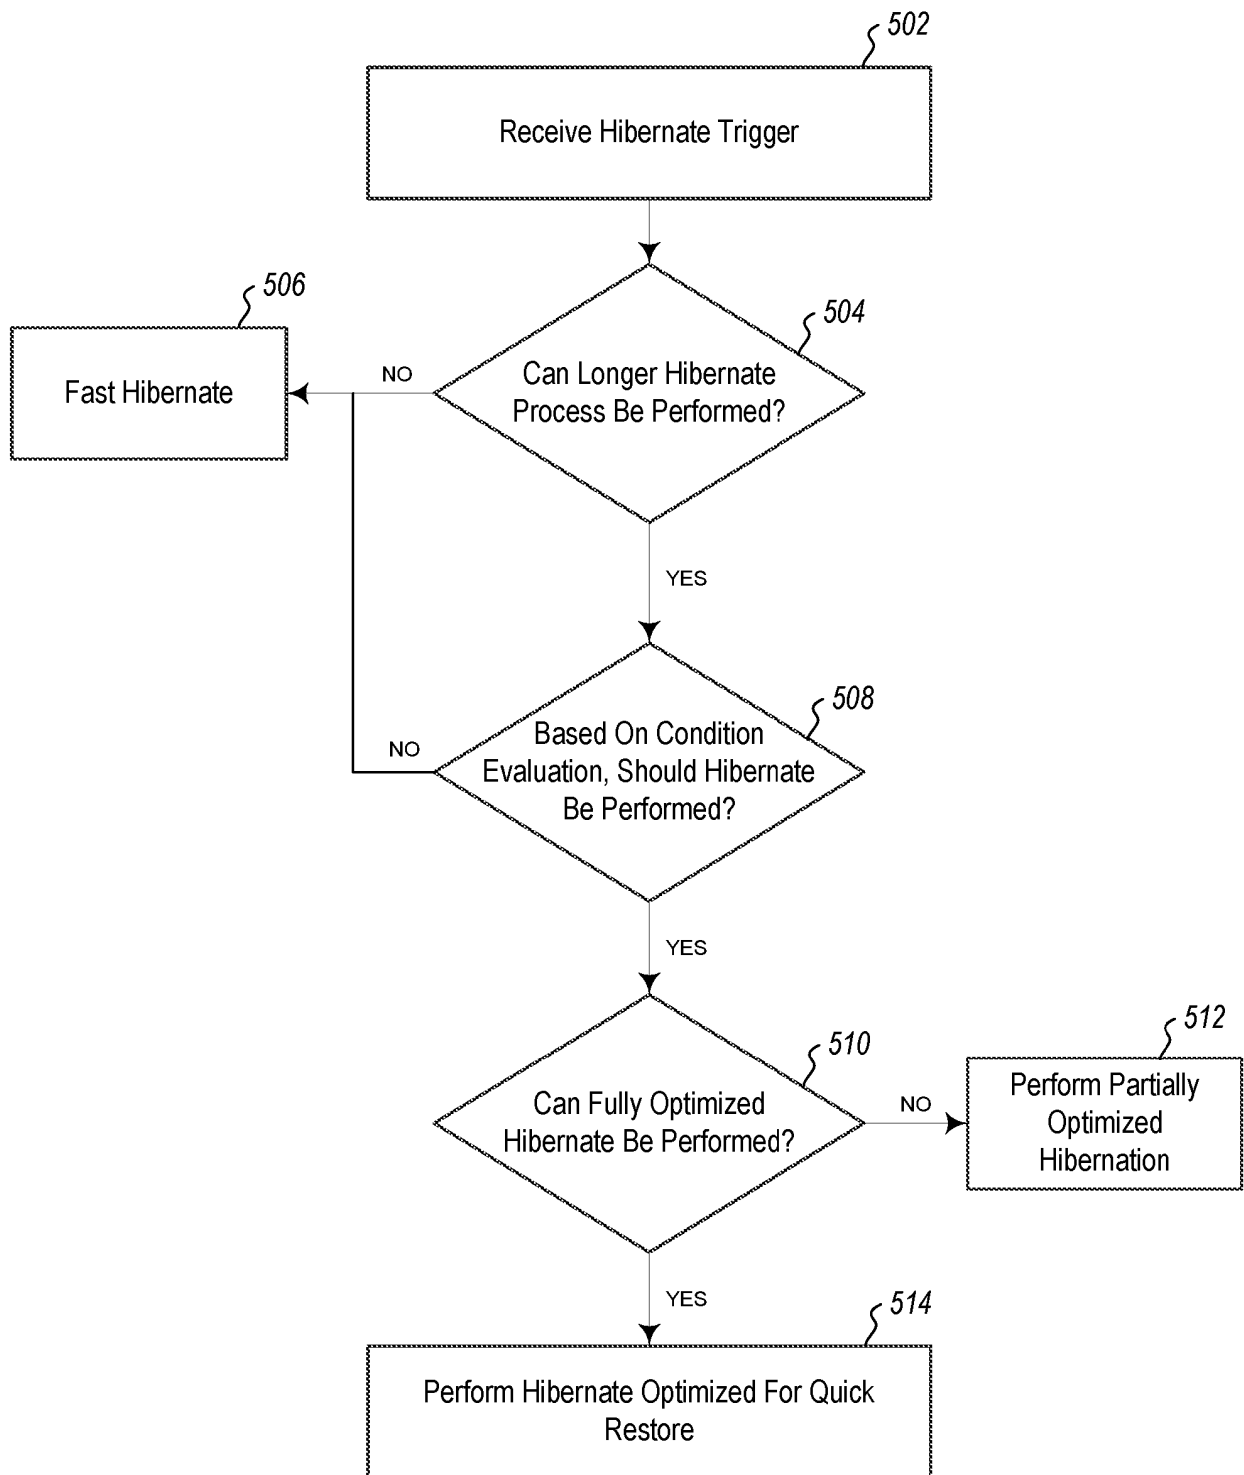 502
Receive Hibernate Trigger
506
504
Fast Hibernate
NO
Can Longer Hibernate
Process Be Performed?
YES
508
NO
Based On Condition
Evaluation, Should Hibernate
Be Performed?
YES
510
512
Can Fully Optimized
Hibernate Be Performed?
NO
Perform Partially
Optimized
Hibernation
YES
514
Perform Hibernate Optimized For Quick
Restore